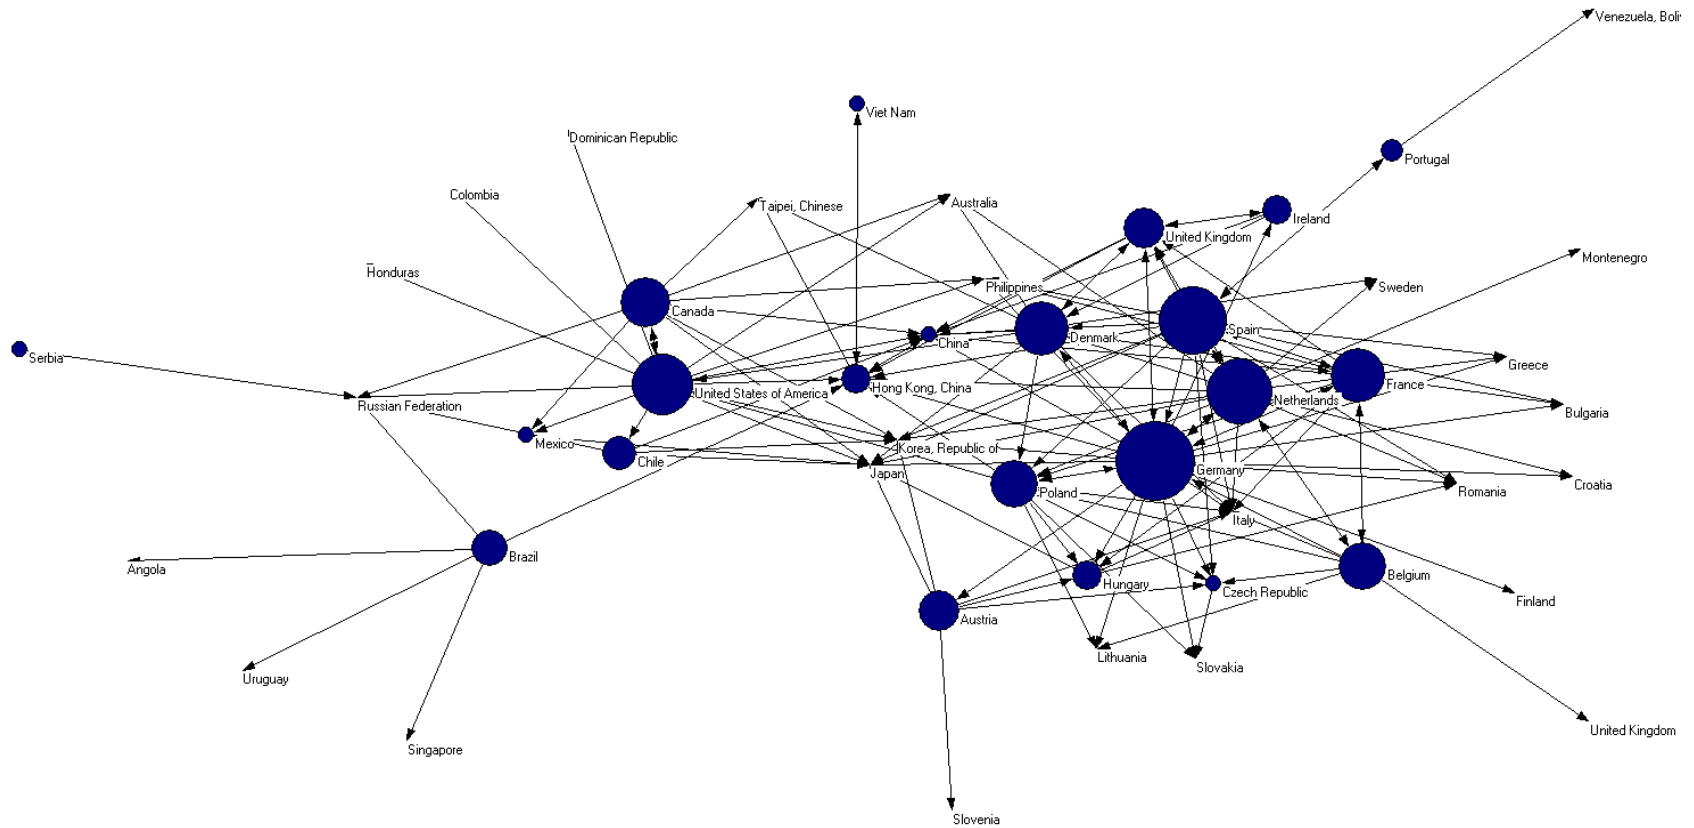 Venezuela, Boli
Viet Nam
Dominican Republic
Portugal
Colombia
Taipei, Chinese
Australia
Ireland
United Kingdom
Montenegro
Honduras
Philippines
Sweden
Canada
Spain
Denmark
China
Serbia
Greece
France
Hong Kong, China
United States of America
Netherlands
Russian Federation
Bulgaria
Mexico
Korea, Republic of
Chile
Japan
Germany
Croatia
Poland
Romania
Italy
Brazil
Angola
Belgium
Hungary
Czech Republic
Finland
Austria
Lithuania
Slovakia
Uruguay
United Kingdom
Singapore
Slovenia